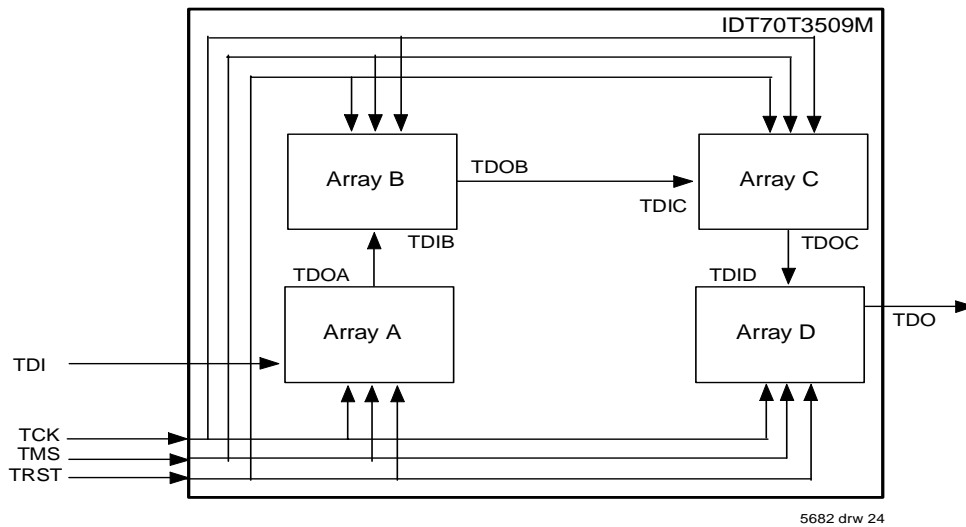 IDT70T3509M
Array B
TDOB
Array C
TDIC
TDIB
TDOC
TDOA
TDID
Array A
Array D
TDO
TDI
TCK
TMS
TRST
5682 drw 24